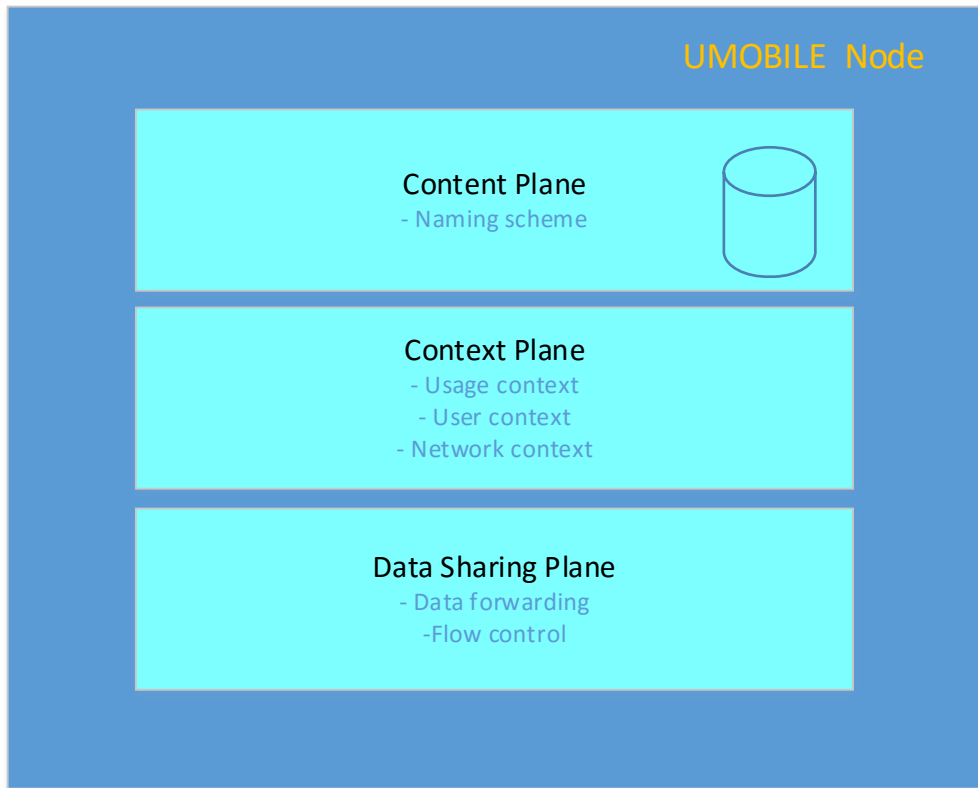 UMOBILE Node
Content Plane
- Naming scheme
Context Plane
- Usage context
- User context
- Network context
Data Sharing Plane
- Data forwarding
-Flow control